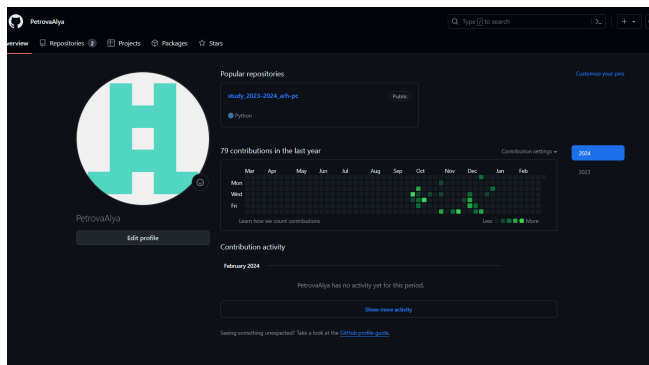 PetrovaAlya
Type / to search
erview
Repositories 2
Projects
Packages
Stars
Popular repositories
Customize your pins
study_2023-2024_arh-pc
Public
Python
79 contributions in the last year
Contribution settings
2024
2023
Mar Apr May Jun Jul Aug Sep Oct Nov Dec Jan Feb
Mon
Wed
Fri
Learn how we count contributions
Less More
PetrovaAlya
Edit profile
Contribution activity
February 2024
PetrovaAlya has no activity yet for this period.
Show more activity
Seeing something unexpected? Take a look at the GitHub profile guide.